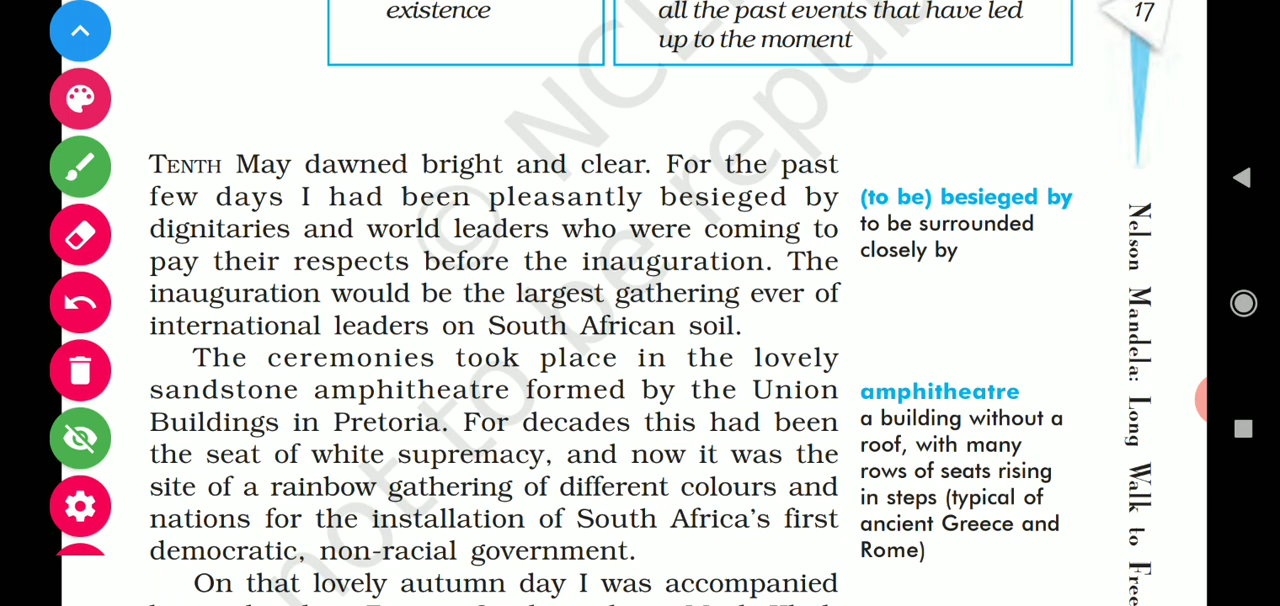 existence
all the past events that have led
up to the moment
17
TENTH May dawned bright and clear. For the past
few days I had been pleasantly besieged by
dignitaries and world leaders who were coming to
pay their respects before the inauguration. The
inauguration would be the largest gathering ever of
international leaders on South African soil.
The ceremonies took place in the lovely
sandstone amphitheatre formed by the Union
Buildings in Pretoria. For decades this had been
the seat of white supremacy, and now it was the
site of a rainbow gathering of different colours and
nations for the installation of South Africa's first
democratic, non-racial government.
On that lovely autumn day I was accompanied
(to be) besieged by
to be surrounded
closely by
amphitheatre
a building without a
roof, with many
rows of seats rising
in steps (typical of
ancient Greece and
Rome)
Nelson Mandela: Long Walk to Free
© NCE
not to be republ